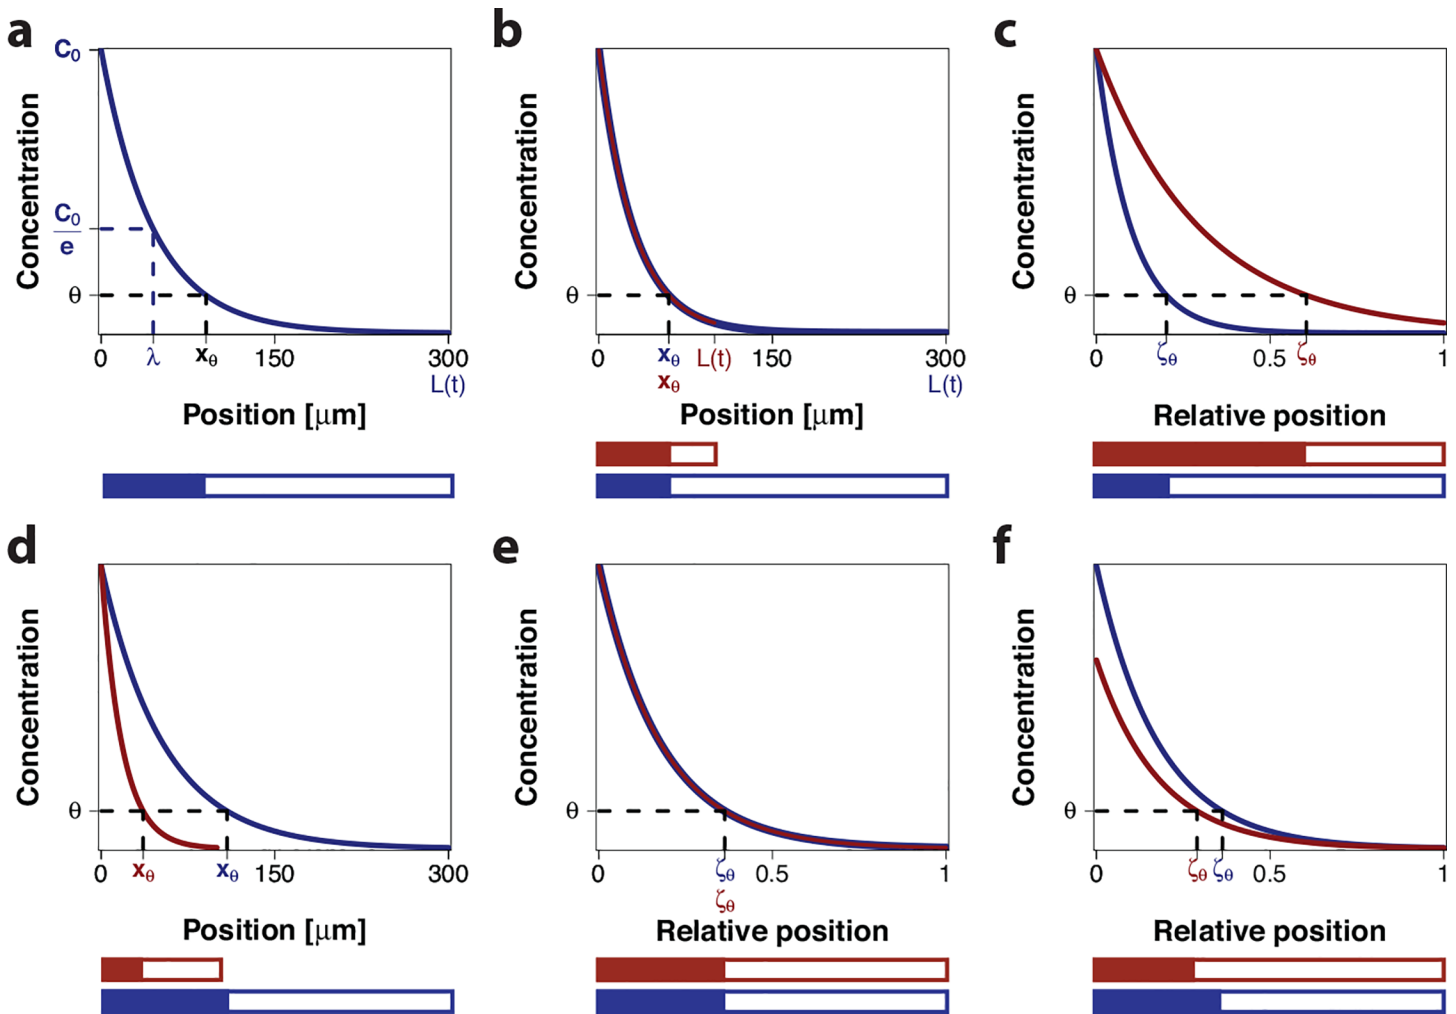 a
C₀
C₀
e
θ
Concentration
0 λ xθ 150 300
L(t)
Position [μm]
b
Concentration
θ
0 xθ L(t) 150 300
xθ L(t)
Position [μm]
c
Concentration
θ
0 ζθ 0.5 ζθ 1
Relative position
d
Concentration
θ
0 xθ xθ 150 300
Position [μm]
e
Concentration
θ
0 ζθ 0.5 1
ζθ
Relative position
f
Concentration
θ
0 ζθ ζθ 0.5 1
Relative position